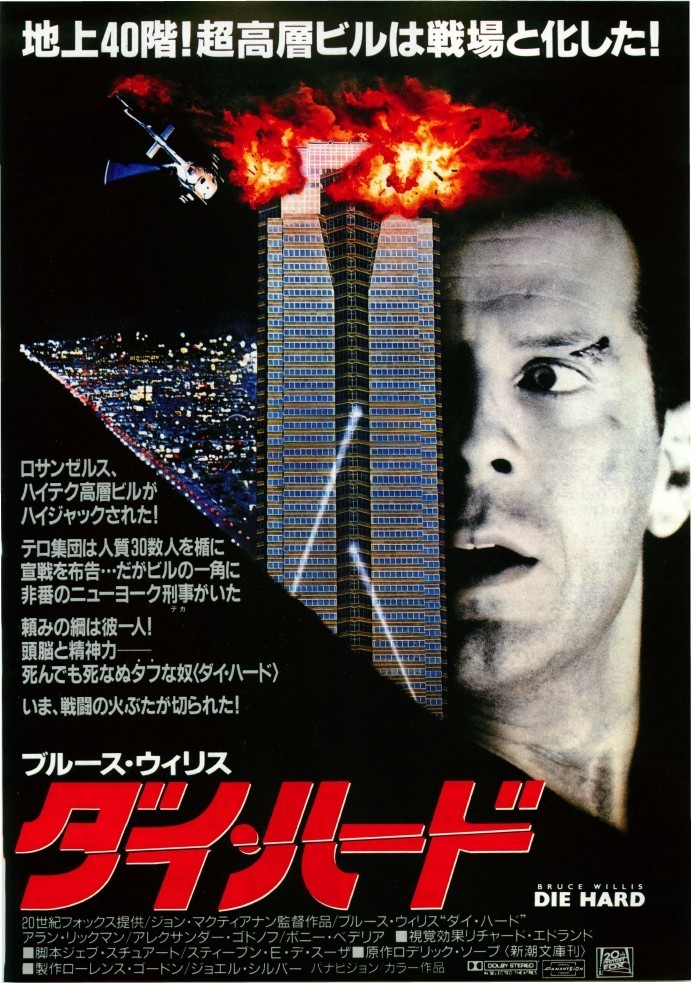 地上40階!超高層ビルは戦場と化した!
ロサンゼルス、
ハイテク高層ビルが
ハイジャックされた!
テロ集団は人質30数人を楯に
宣戦を布告…だがビルの一角に
非番のニューヨーク刑事がいた
デカ
頼みの綱は彼一人!
頭脳と精神力——
死んでも死なぬタフな奴〈ダイ・ハード〉
いま、戦闘の火ぶたが切られた!
ブルース・ウィリス
ダイ・ハード
BRUCE WILLIS
DIE HARD
20世紀フォックス提供/ジョン・マクティアナン監督作品/ブルース・ウィリス“ダイ・ハード”
アラン・リックマン/アレクサンダー・ゴドノフ/ボニー・ベデリア ■視覚効果リチャード・エドランド
■脚本ジェブ・スチュアート/スティーブン・E・デ・スーザ ■原作ロデリック・ソープ〈新潮文庫刊〉
■製作ローレンス・ゴードン/ジョエル・シルバー パナビジョン/カラー作品
DOLBY STEREO
IN SELECTED THEATRES
PANAVISION
20th CENTURY FOX